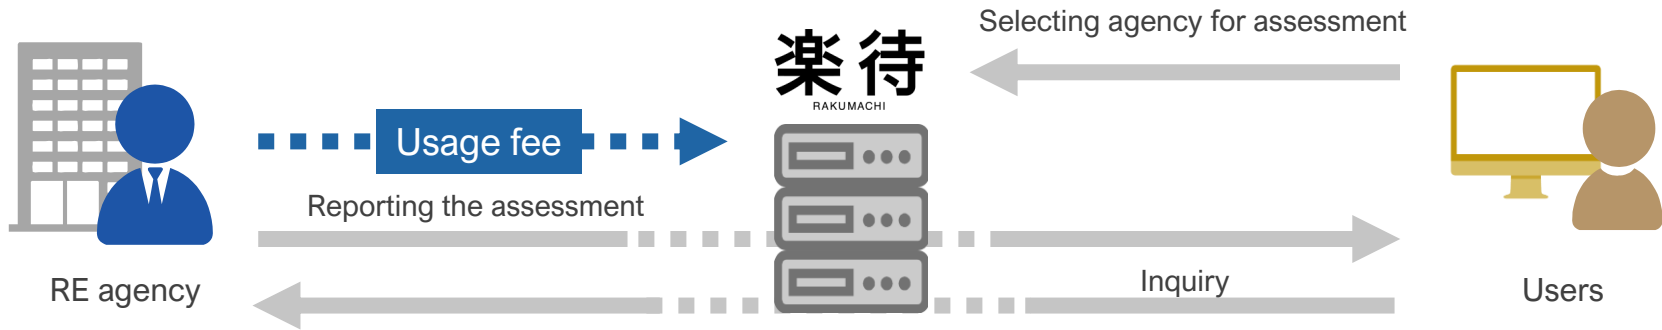 Selecting agency for assessment
楽待
RAKUMACHI
Usage fee
Reporting the assessment
Inquiry
RE agency
Users